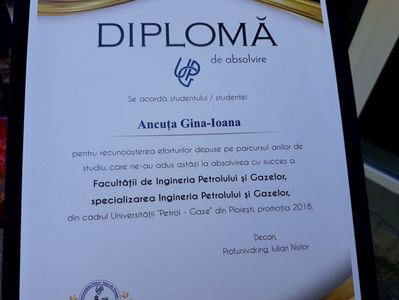 DIPLOMĂ
de absolvire
Se acordă studentului / studentei
Ancuța Gina-Ioana
pentru recunoașterea eforturilor depuse pe parcursul anilor de
studiu, care ne-au adus astăzi la absolvirea cu succes a
Facultății de Ingineria Petrolului și Gazelor,
specializarea Ingineria Petrolului și Gazelor,
din cadrul Universității "Petrol - Gaze" din Ploiești, promoția 2018.
Decan,
Prof.univ.dr.ing. Iulian Nistor